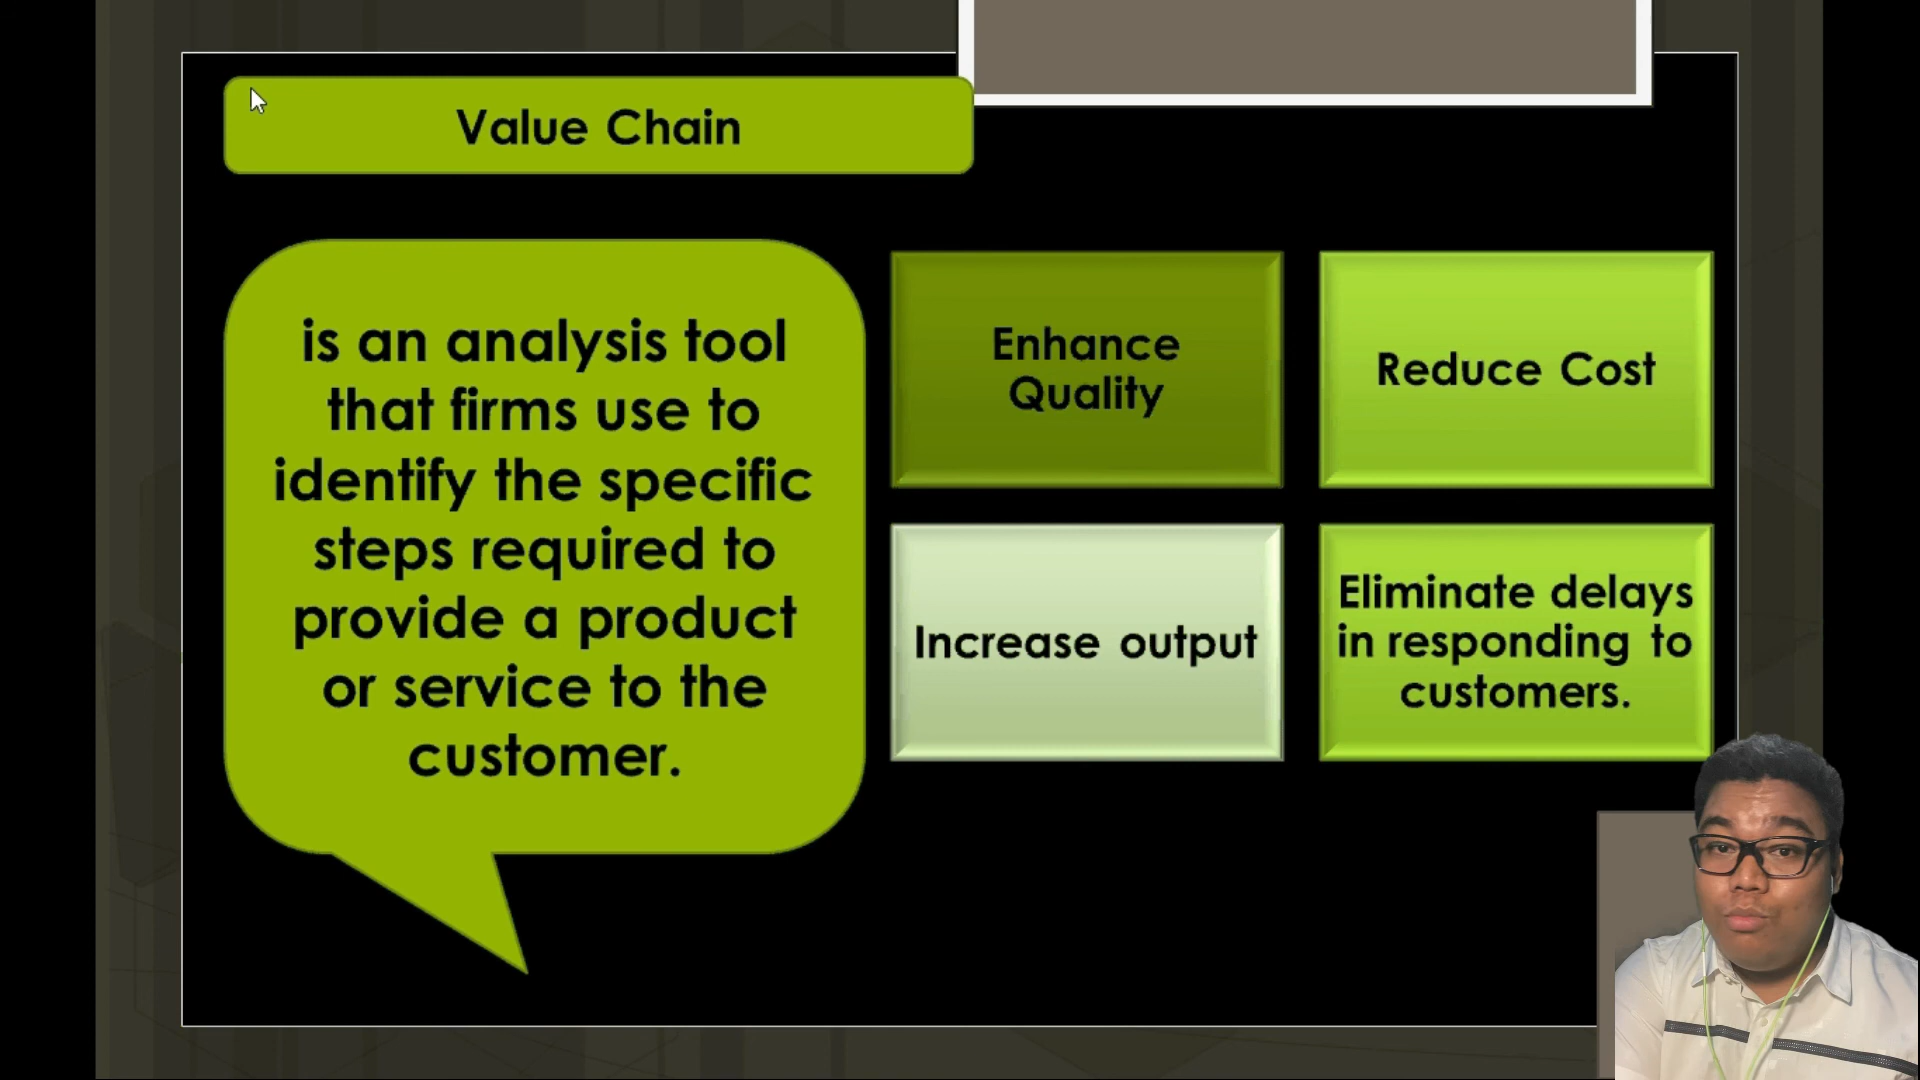 Value Chain
is an analysis tool
that firms use to
identify the specific
steps required to
provide a product
or service to the
customer.
Enhance
Quality
Reduce Cost
Increase output
Eliminate delays
in responding to
customers.